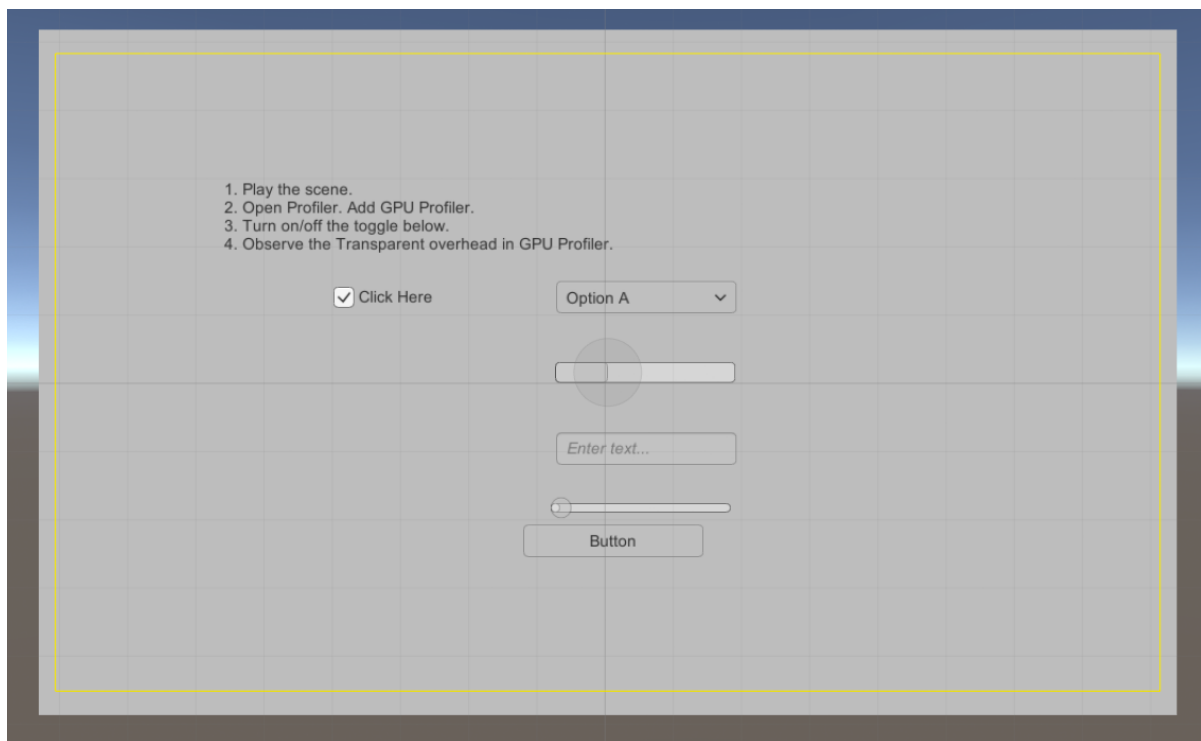 1. Play the scene.
2. Open Profiler. Add GPU Profiler.
3. Turn on/off the toggle below.
4. Observe the Transparent overhead in GPU Profiler.
Click Here
Option A
Enter text...
Button